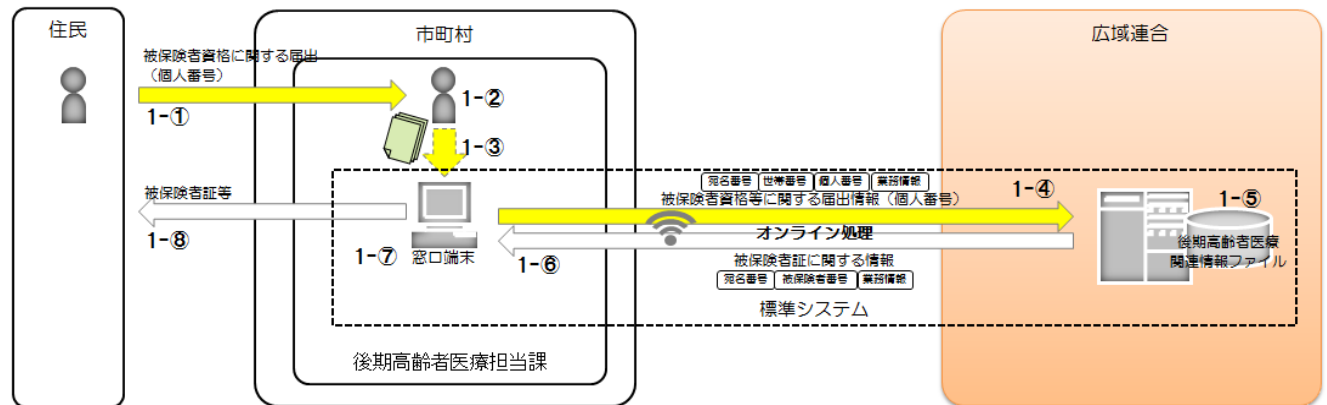 住民
市町村
広域連合
被保険者資格に関する届出
（個人番号）
1-①
1-②
1-③
宛名番号 世帯番号 個人番号 業務情報
被保険者資格等に関する届出情報（個人番号）
1-④
1-⑤
被保険者証等
1-⑧
1-⑦
窓口端末
1-⑥
オンライン処理
被保険者証に関する情報
宛名番号 被保険者番号 業務情報
後期高齢者医療
関連情報ファイル
標準システム
後期高齢者医療担当課